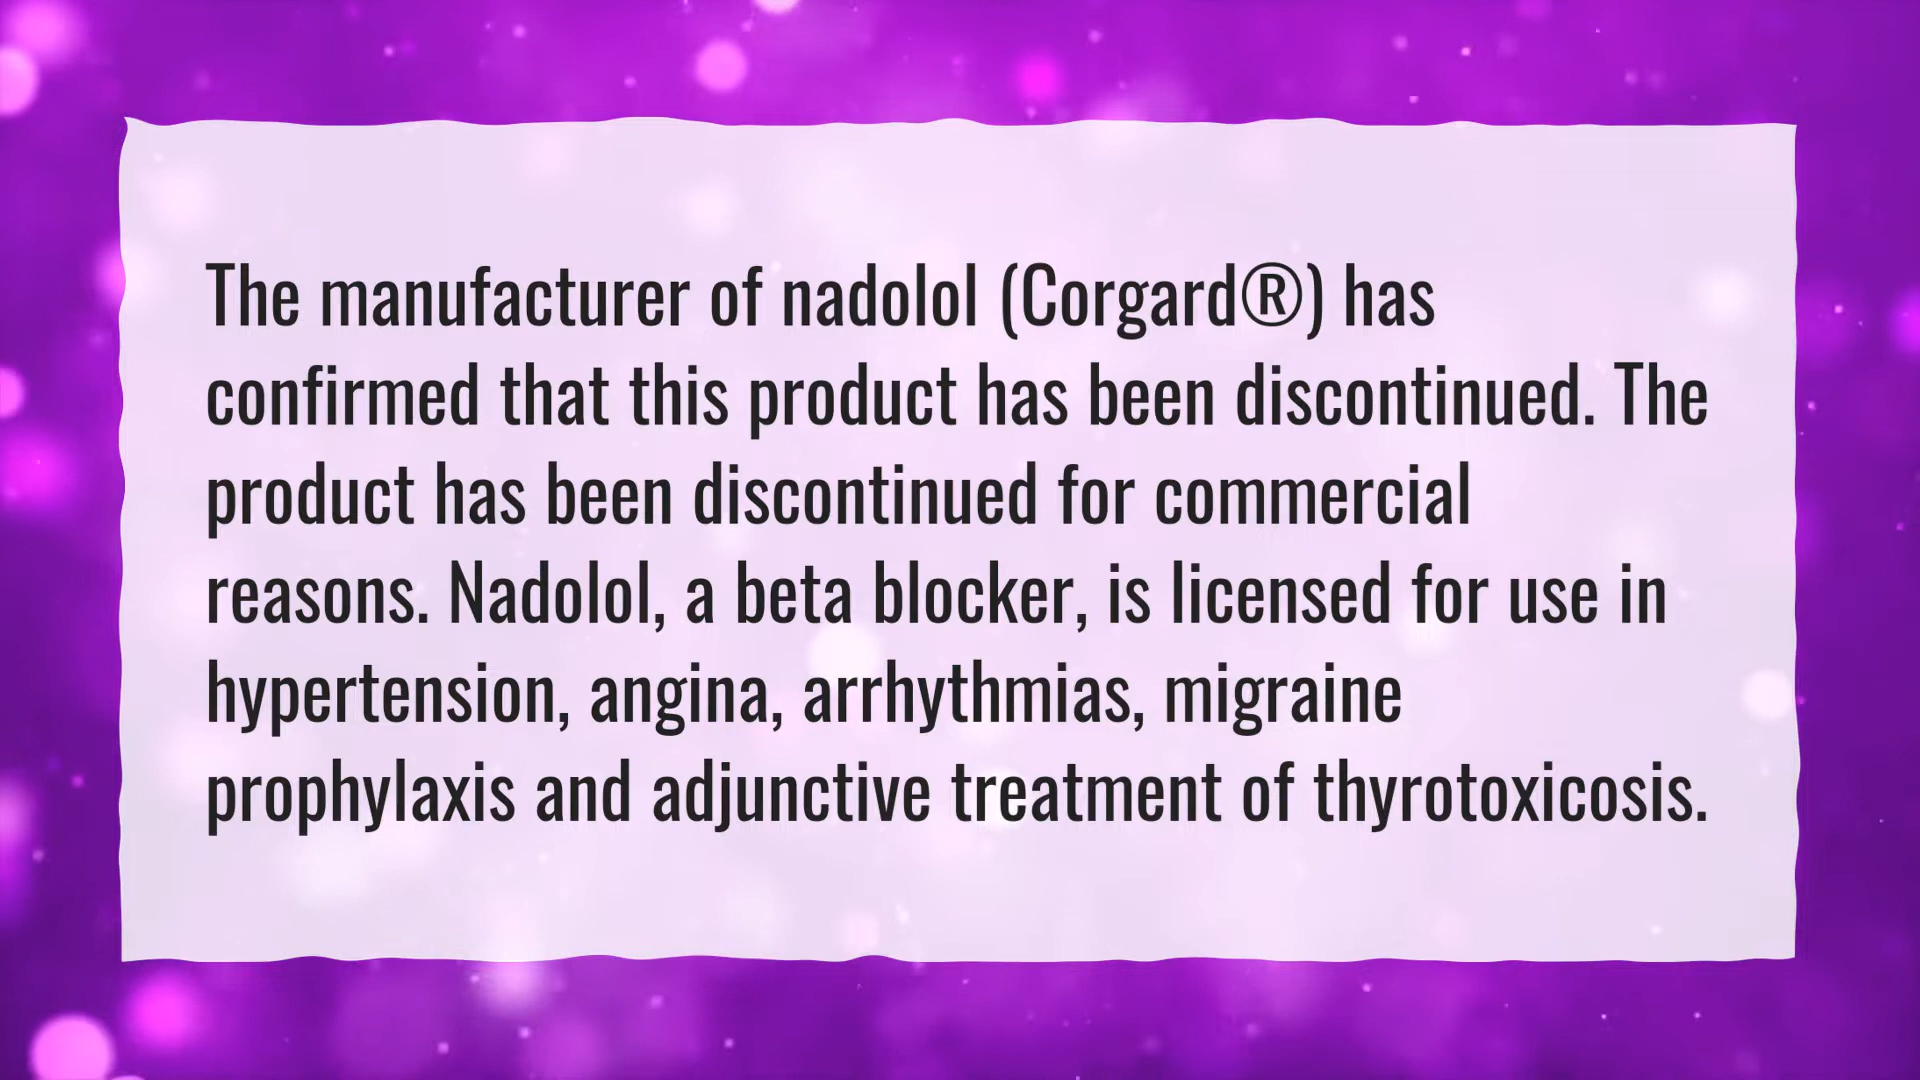 The manufacturer of nadolol (Corgard®) has
confirmed that this product has been discontinued. The
product has been discontinued for commercial
reasons. Nadolol, a beta blocker, is licensed for use in
hypertension, angina, arrhythmias, migraine
prophylaxis and adjunctive treatment of thyrotoxicosis.